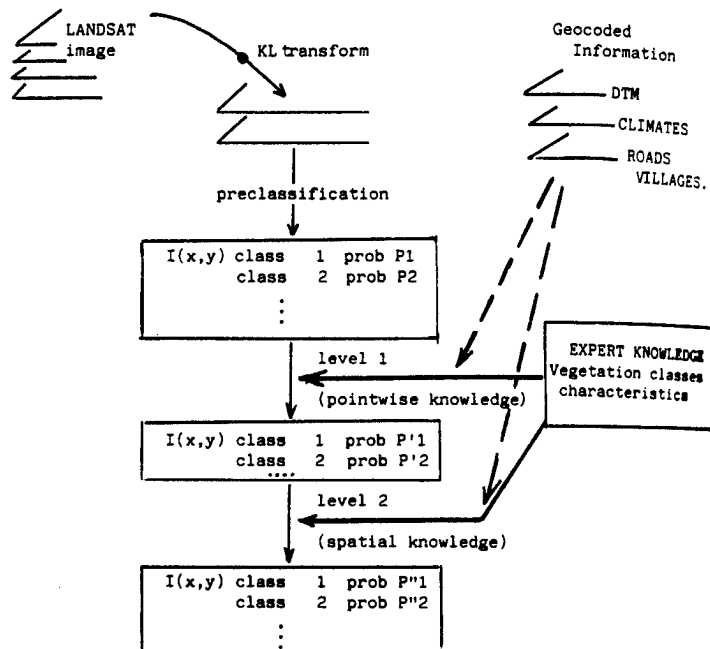 LANDSAT
image
KL transform
Geocoded
Information
DTM
CLIMATES
ROADS
VILLAGES.
preclassification
I(x,y) class 1 prob P1
class 2 prob P2
⋮
level 1
(pointwise knowledge)
EXPERT KNOWLEDGE
Vegetation classes
characteristics
I(x,y) class 1 prob P'1
class 2 prob P'2
....
level 2
(spatial knowledge)
I(x,y) class 1 prob P"1
class 2 prob P"2
⋮